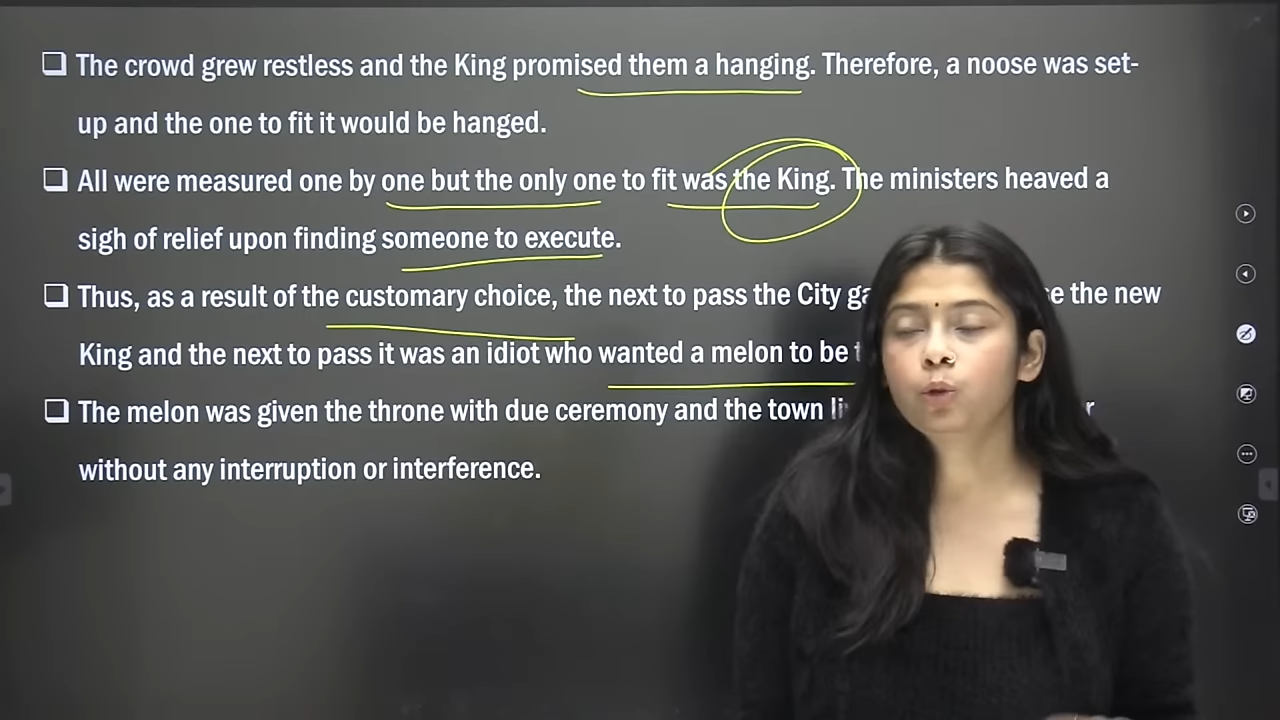 The crowd grew restless and the King promised them a hanging. Therefore, a noose was set-
up and the one to fit it would be hanged.
All were measured one by one but the only one to fit was the King. The ministers heaved a
sigh of relief upon finding someone to execute.
Thus, as a result of the customary choice, the next to pass the City the new
King and the next to pass it was an idiot who wanted a melon to be
The melon was given the throne with due ceremony and the town
without any interruption or interference.